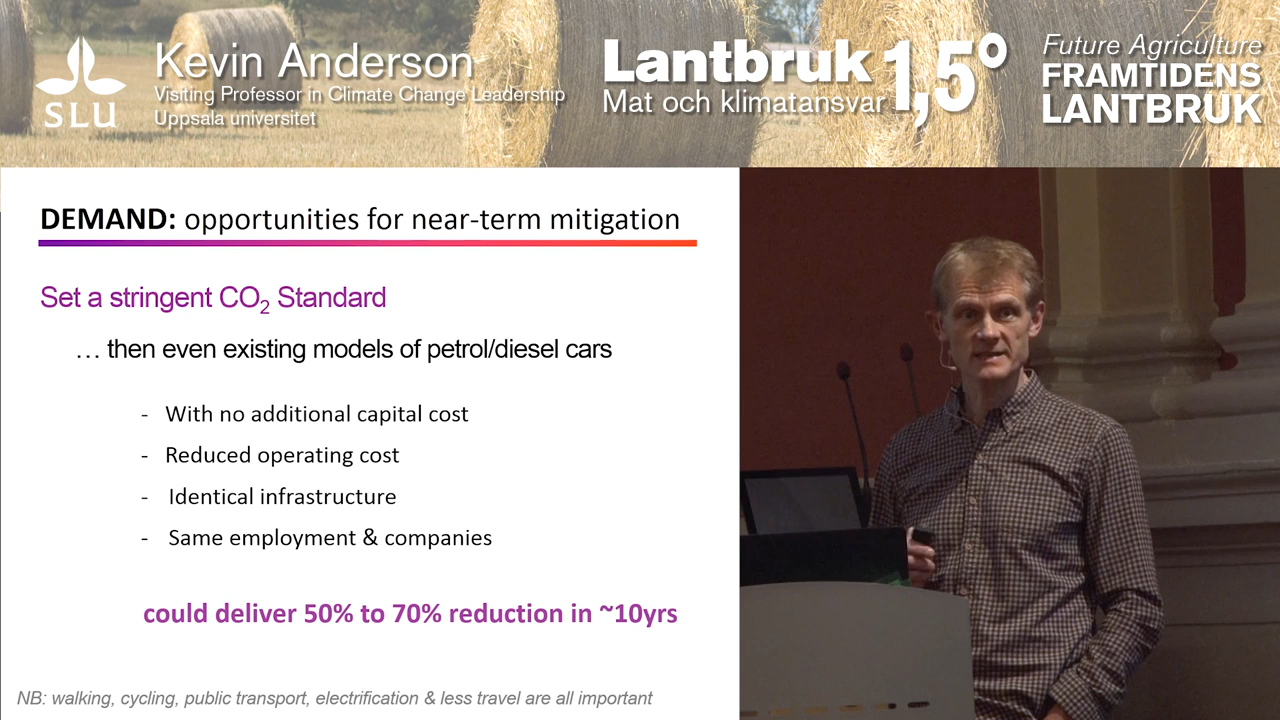 SLU
Kevin Anderson
Visiting Professor in Climate Change Leadership
Uppsala universitet
Lantbruk 1,5°
Mat och klimatansvar
Future Agriculture
FRAMTIDENS
LANTBRUK
DEMAND: opportunities for near-term mitigation
Set a stringent CO₂ Standard
… then even existing models of petrol/diesel cars
- With no additional capital cost
- Reduced operating cost
- Identical infrastructure
- Same employment & companies
could deliver 50% to 70% reduction in ~10yrs
NB: walking, cycling, public transport, electrification & less travel are all important